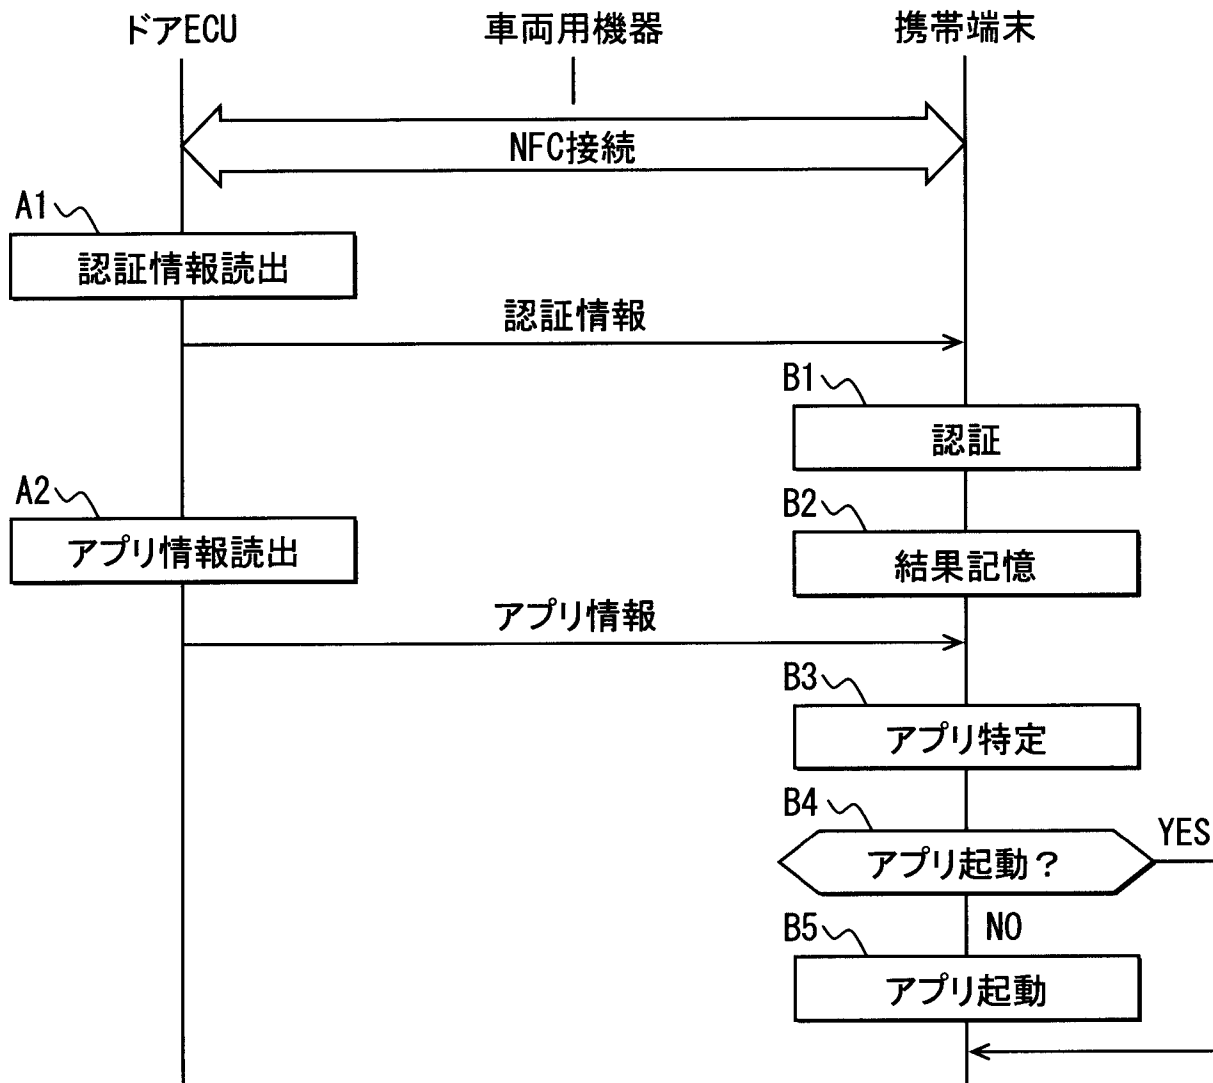 ドアECU
車両用機器
携帯端末
NFC接続
A1
認証情報読出
認証情報
B1
認証
A2
アプリ情報読出
B2
結果記憶
アプリ情報
B3
アプリ特定
B4
アプリ起動?
YES
NO
B5
アプリ起動